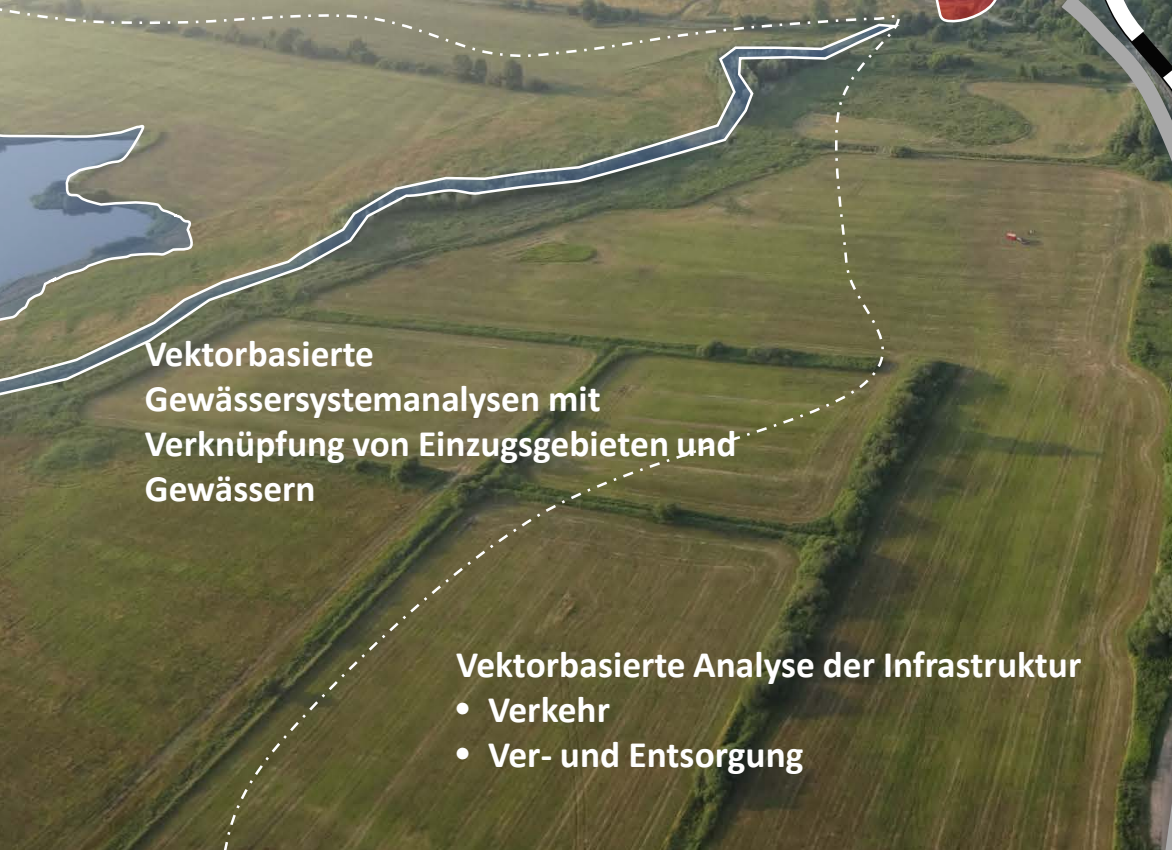 Vektorbasierte
Gewässersystemanalysen mit
Verknüpfung von Einzugsgebieten und
Gewässern
Vektorbasierte Analyse der Infrastruktur
• Verkehr
• Ver- und Entsorgung